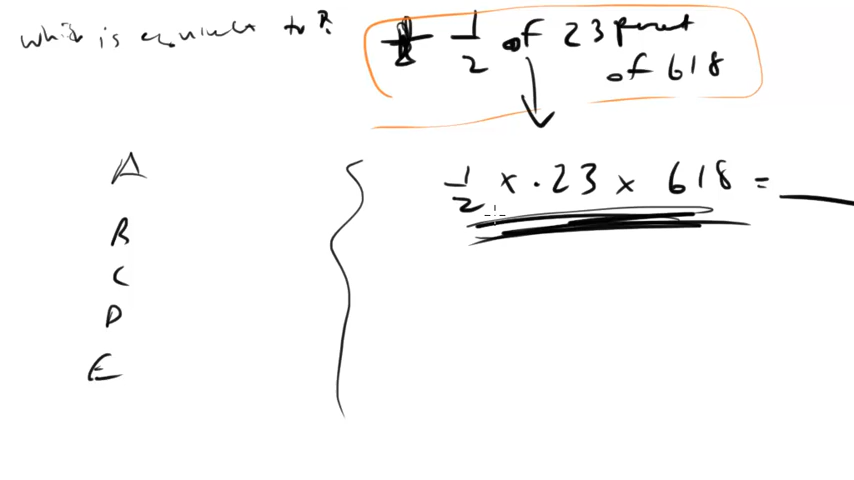 which is equivalent to R.
1/2 of 23 percent
of 618
A
1/2 x .23 x 618 =
B
C
D
E